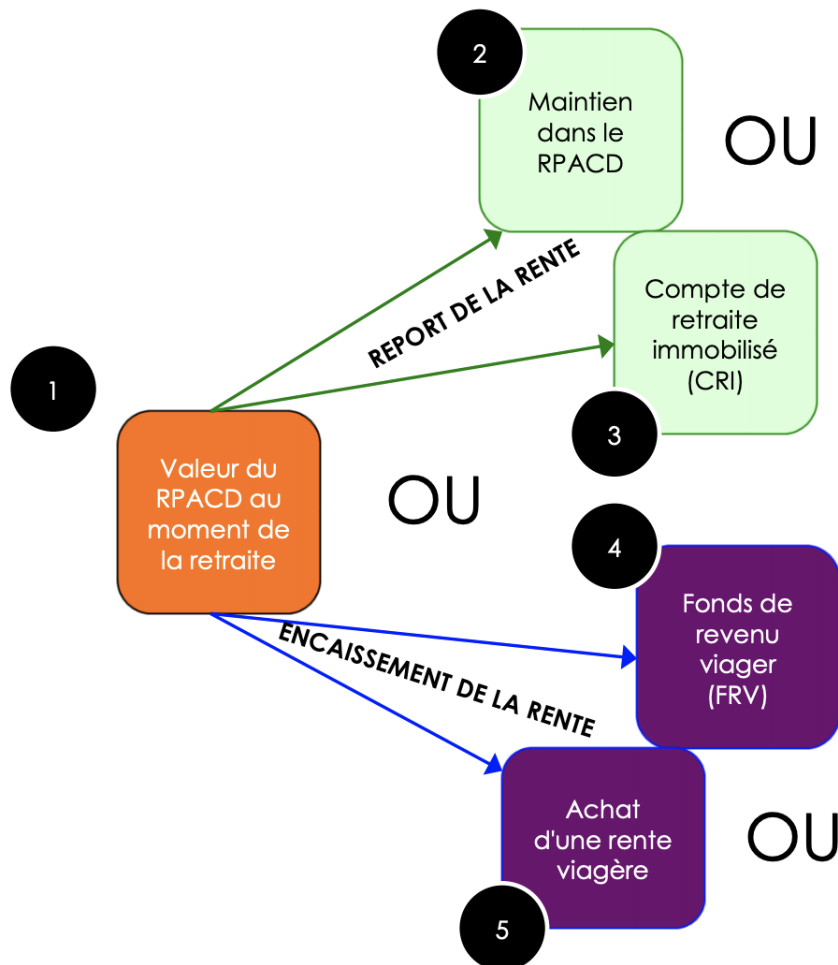 2
Maintien
dans le
RPACD
OU
REPORT DE LA RENTE
Compte de
retraite
immobilisé
(CRI)
3
1
Valeur du
RPACD au
moment de
la retraite
OU
4
Fonds de
revenu
viager
(FRV)
ENCAISSEMENT DE LA RENTE
Achat
d'une rente
viagère
OU
5